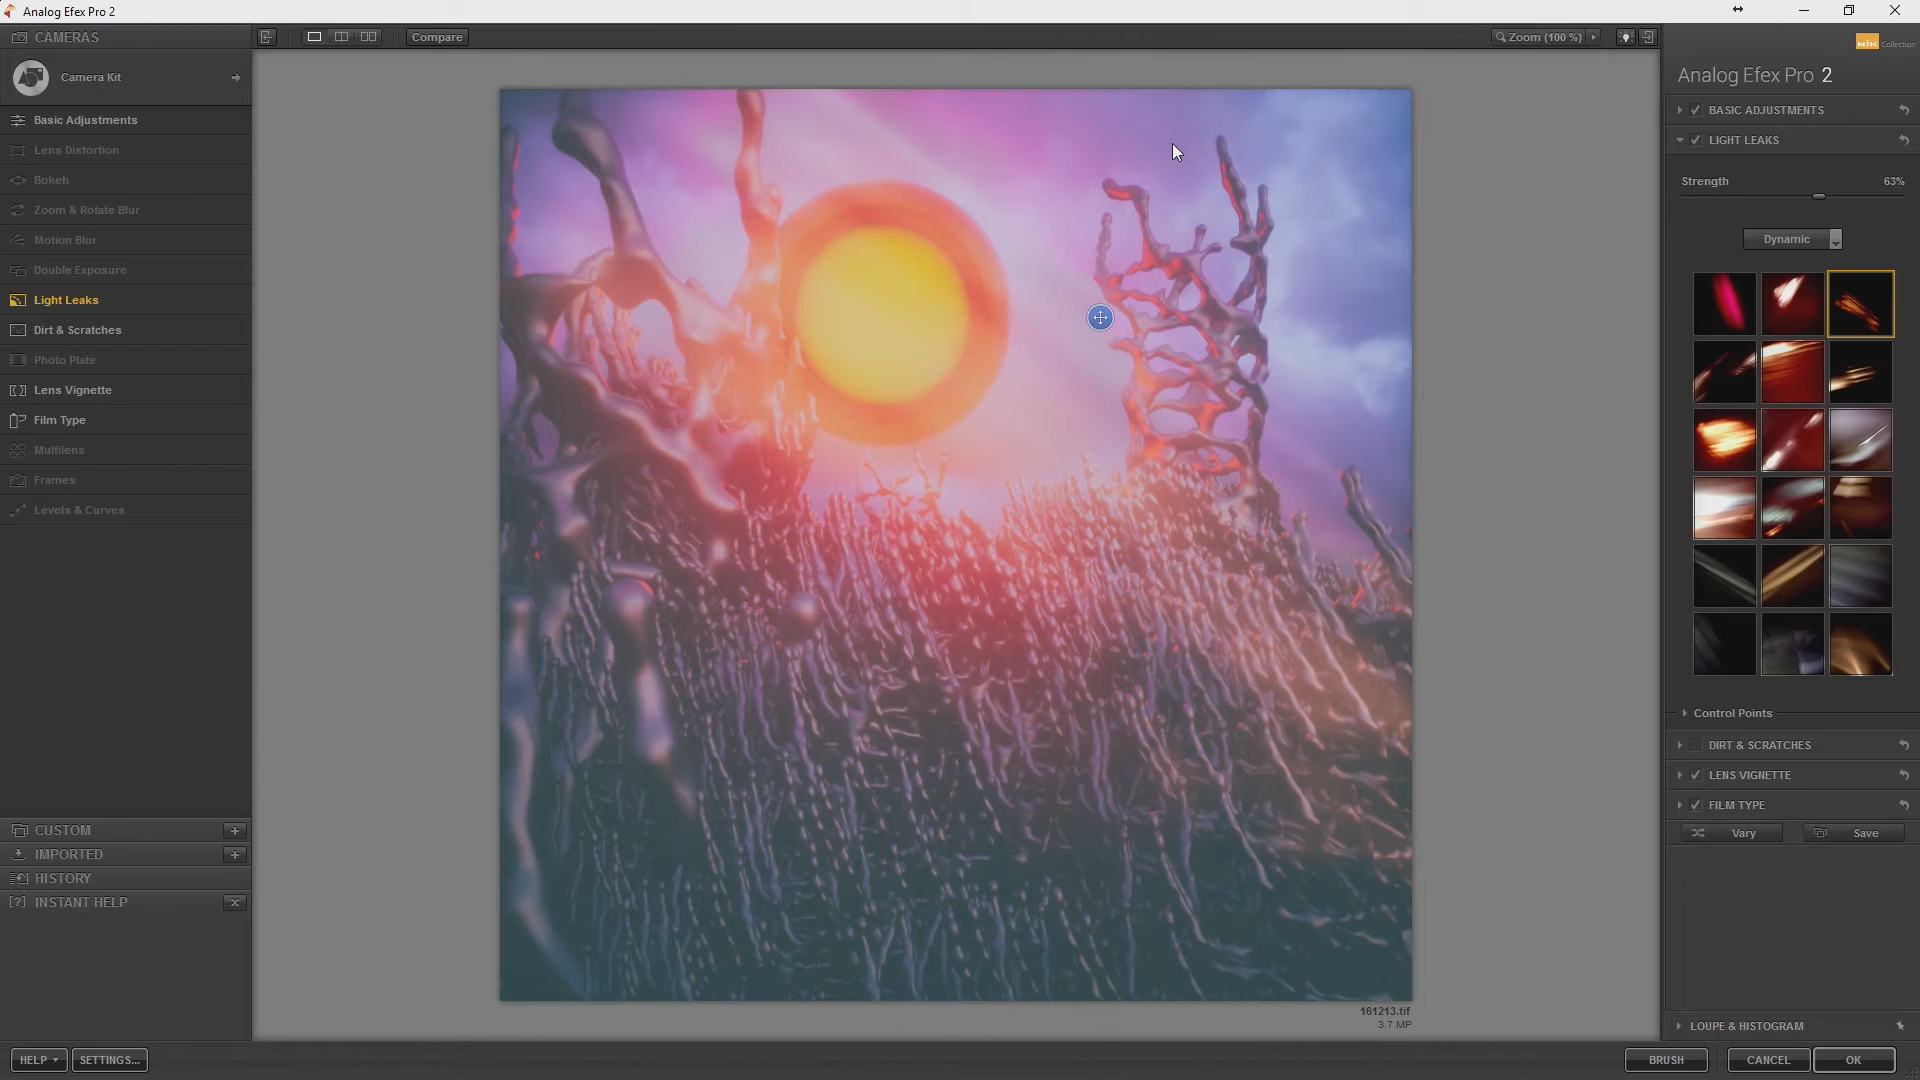 Analog Efex Pro 2
CAMERAS
Compare
Zoom (100 %)
Nik Collection
Camera Kit
Analog Efex Pro 2
Basic Adjustments
Lens Distortion
Bokeh
Zoom & Rotate Blur
Motion Blur
Double Exposure
Light Leaks
Dirt & Scratches
Photo Plate
Lens Vignette
Film Type
Multilens
Frames
Levels & Curves
CUSTOM
IMPORTED
HISTORY
[?] INSTANT HELP
HELP
SETTINGS...
161213.tif
3.7 MP
BASIC ADJUSTMENTS
LIGHT LEAKS
Strength 63%
Dynamic
Control Points
DIRT & SCRATCHES
LENS VIGNETTE
FILM TYPE
Vary Save
LOUPE & HISTOGRAM
BRUSH CANCEL OK